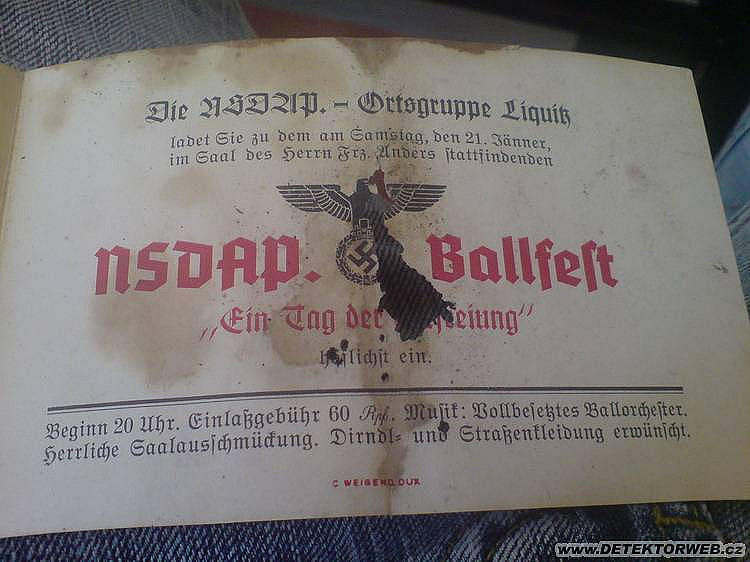 Die NSDAP. – Ortsgruppe Liquitz
ladet Sie zu dem am Samstag, den 21. Jänner,
im Saal des Herrn Frz. Anders stattfindenden
NSDAP. Ballfest
„Ein Tag der
höflichst ein.
Beginn 20 Uhr. Einlaßgebühr 60 Rpf. Musik: Vollbesetztes Ballorchester.
Herrliche Saalausschmückung. Dirndl- und Straßenkleidung erwünscht.
C WEIGEND, DUX
www.DETEKTORWEB.cz